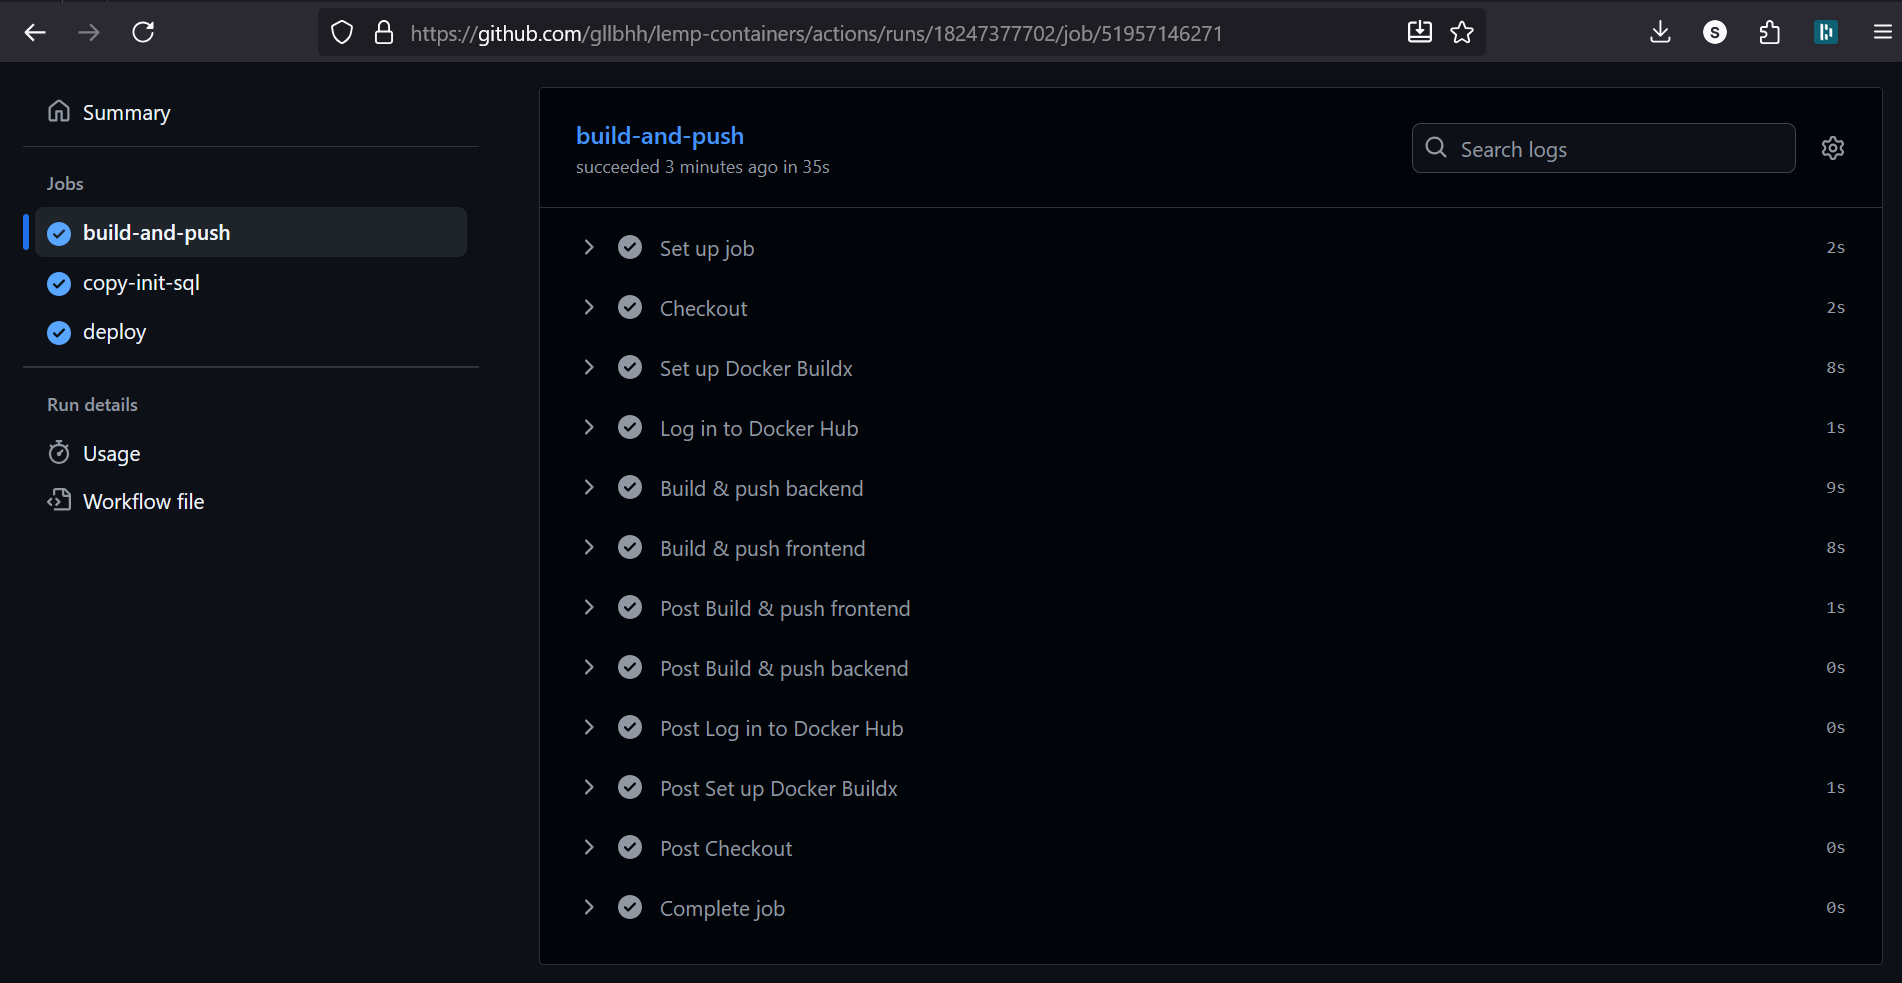 https://github.com/gllbhh/lemp-containers/actions/runs/18247377702/job/51957146271
S
Summary
Jobs
build-and-push
copy-init-sql
deploy
Run details
Usage
Workflow file
build-and-push
succeeded 3 minutes ago in 35s
Search logs
Set up job 2s
Checkout 2s
Set up Docker Buildx 8s
Log in to Docker Hub 1s
Build & push backend 9s
Build & push frontend 8s
Post Build & push frontend 1s
Post Build & push backend 0s
Post Log in to Docker Hub 0s
Post Set up Docker Buildx 1s
Post Checkout 0s
Complete job 0s